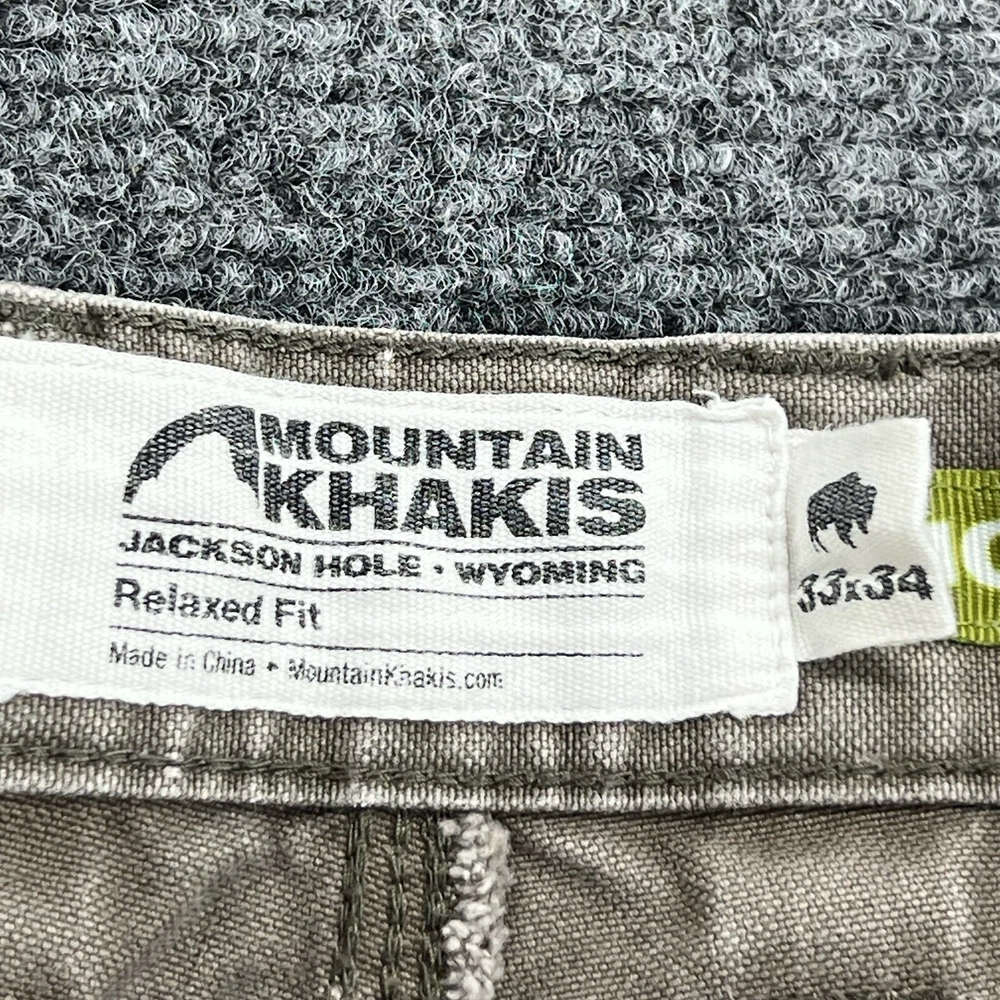 MOUNTAIN
KHAKIS
JACKSON HOLE • WYOMING
Relaxed Fit
Made in China • MountainKhakis.com
33x34